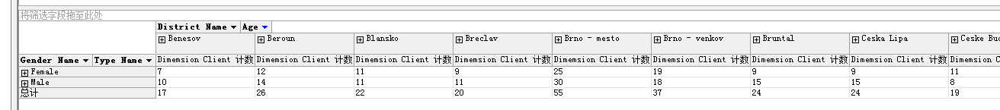 将筛选字段拖至此处
District Name Age
Benesov Beroun Blansko Breclav Brno - mesto Brno - venkov Bruntal Ceska Lipa Ceske Bud
Gender Name Type Name Dimemsion Client 计数 Dimemsion Client 计数 Dimemsion Client 计数 Dimemsion Client 计数 Dimemsion Client 计数 Dimemsion Client 计数 Dimemsion Client 计数 Dimemsion Client 计数 Dimemsion C
Female 7 12 11 9 25 19 9 9 11
Male 10 14 11 11 30 18 15 15 8
总计 17 26 22 20 55 37 24 24 19